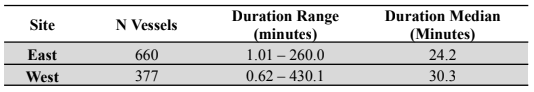 Site N Vessels Duration Range (minutes) Duration Median (Minutes)
East 660 1.01 – 260.0 24.2
West 377 0.62 – 430.1 30.3